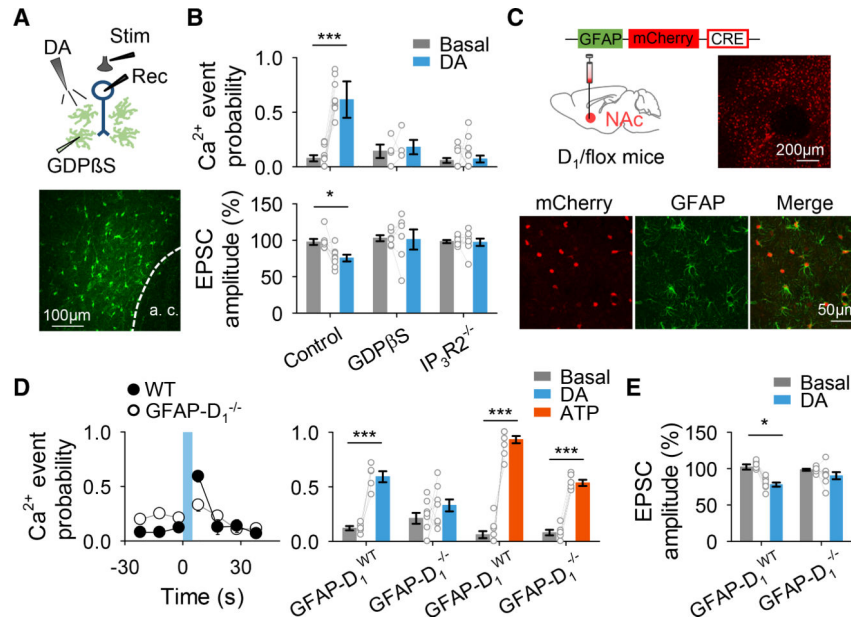 A
DA
Stim
Rec
GDPβS
100μm
a. c.
B
Basal
DA
***
Ca2+ event
probability
1.0
0.5
0.0
*
EPSC
amplitude (%)
150
100
50
0
Control
GDPβS
IP3R2-/-
C
GFAP mCherry CRE
NAc
D1/flox mice
200μm
mCherry
GFAP
Merge
50μm
D
WT
GFAP-D1-/-
Ca2+ event
probability
1.0
0.5
0.0
-20 0 20 40
Time (s)
Basal
DA
ATP
1.0
0.5
0.0
***
***
***
GFAP-D1WT
GFAP-D1-/-
GFAP-D1WT
GFAP-D1-/-
E
Basal
DA
*
EPSC
amplitude (%)
150
100
50
0
GFAP-D1WT
GFAP-D1-/-